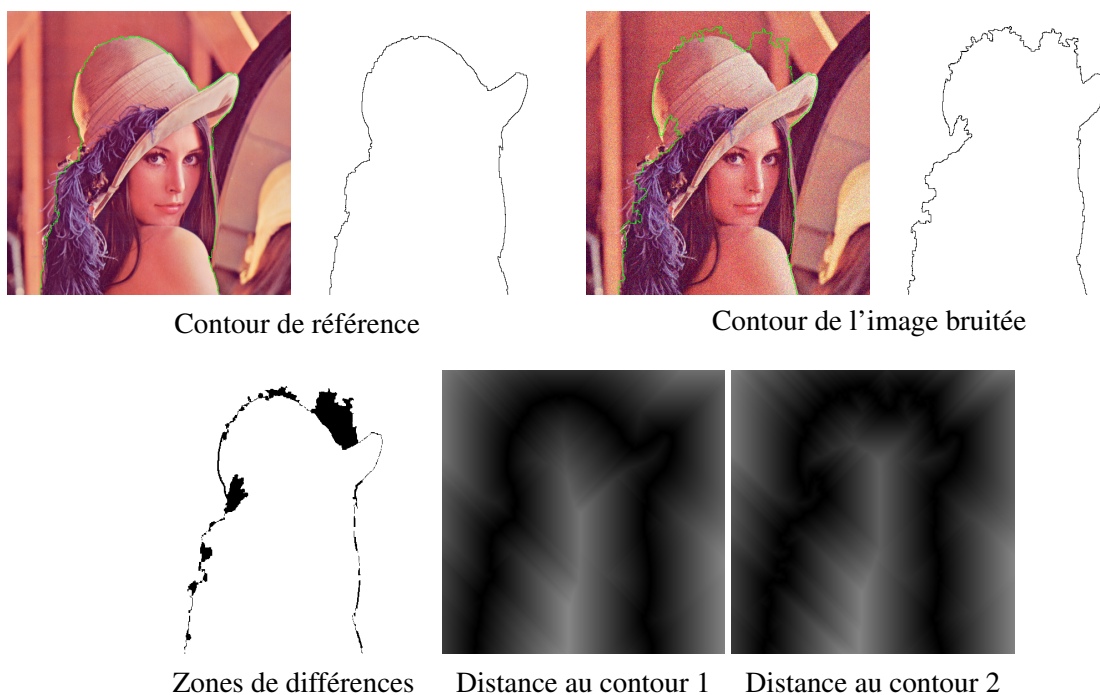 Contour de référence
Contour de l'image bruitée
Zones de différences
Distance au contour 1
Distance au contour 2